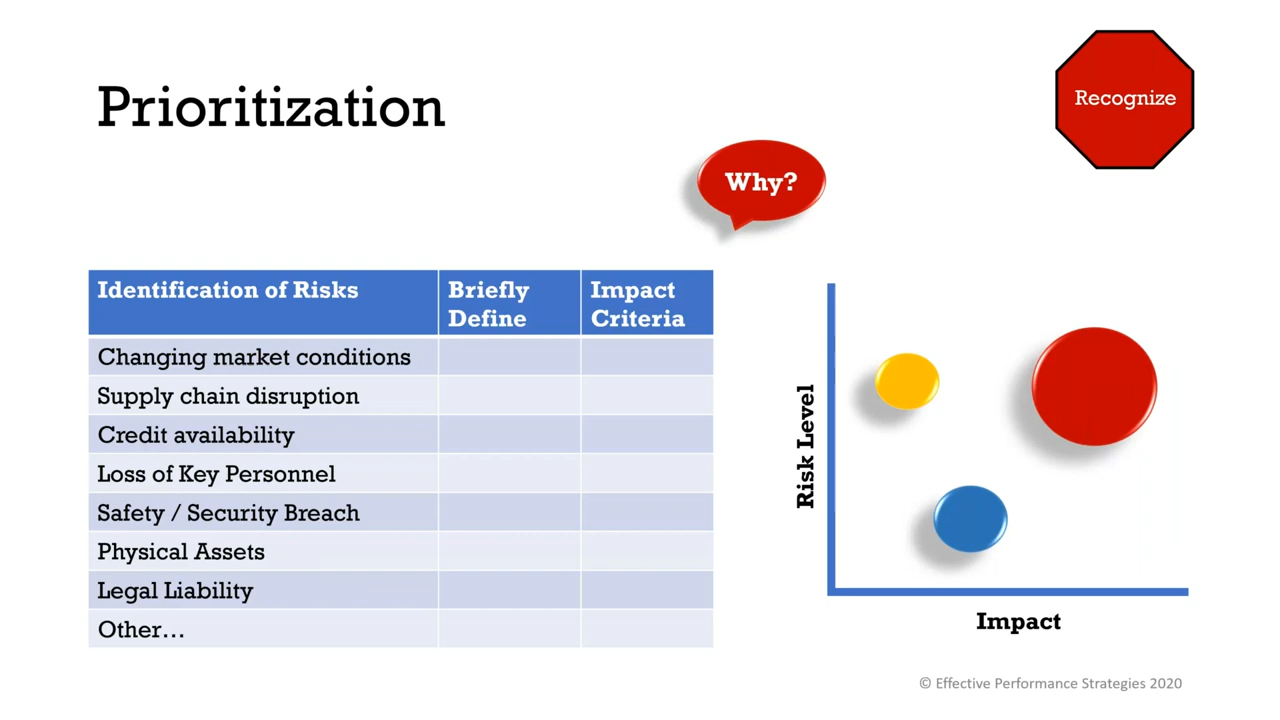 Recognize
Prioritization
Why?
Identification of Risks
Briefly
Define
Impact
Criteria
Changing market conditions
Supply chain disruption
Credit availability
Loss of Key Personnel
Safety / Security Breach
Physical Assets
Legal Liability
Other…
Risk Level
Impact
© Effective Performance Strategies 2020